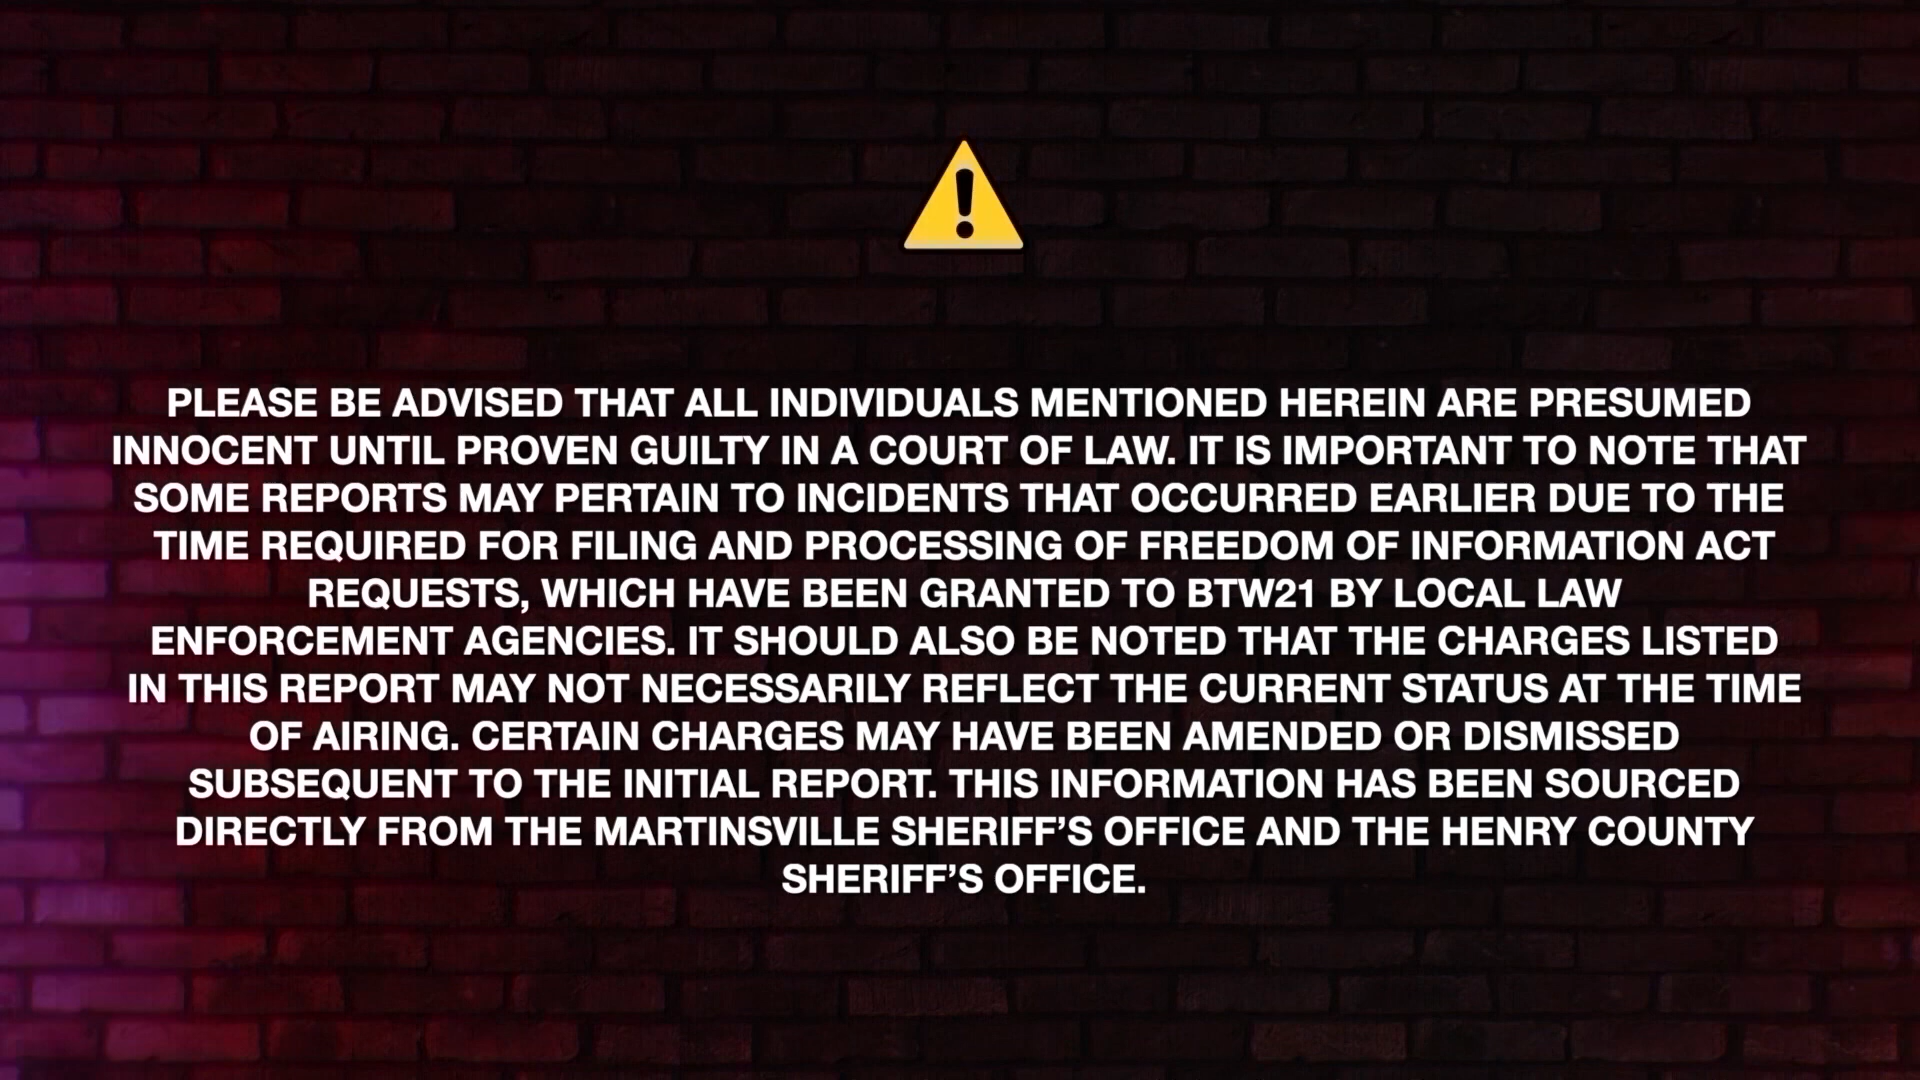 PLEASE BE ADVISED THAT ALL INDIVIDUALS MENTIONED HEREIN ARE PRESUMED
INNOCENT UNTIL PROVEN GUILTY IN A COURT OF LAW. IT IS IMPORTANT TO NOTE THAT
SOME REPORTS MAY PERTAIN TO INCIDENTS THAT OCCURRED EARLIER DUE TO THE
TIME REQUIRED FOR FILING AND PROCESSING OF FREEDOM OF INFORMATION ACT
REQUESTS, WHICH HAVE BEEN GRANTED TO BTW21 BY LOCAL LAW
ENFORCEMENT AGENCIES. IT SHOULD ALSO BE NOTED THAT THE CHARGES LISTED
IN THIS REPORT MAY NOT NECESSARILY REFLECT THE CURRENT STATUS AT THE TIME
OF AIRING. CERTAIN CHARGES MAY HAVE BEEN AMENDED OR DISMISSED
SUBSEQUENT TO THE INITIAL REPORT. THIS INFORMATION HAS BEEN SOURCED
DIRECTLY FROM THE MARTINSVILLE SHERIFF’S OFFICE AND THE HENRY COUNTY
SHERIFF’S OFFICE.